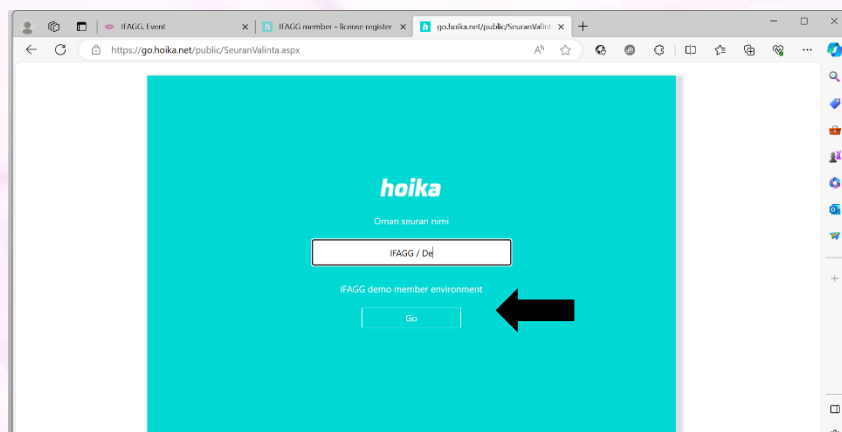 IFAGG. Event
IFAGG member - license register
go.hoika.net/public/SeuranValint
https://go.hoika.net/public/SeuranValinta.aspx
hoika
Oman seuran nimi
IFAGG / De
IFAGG demo member environment
Go